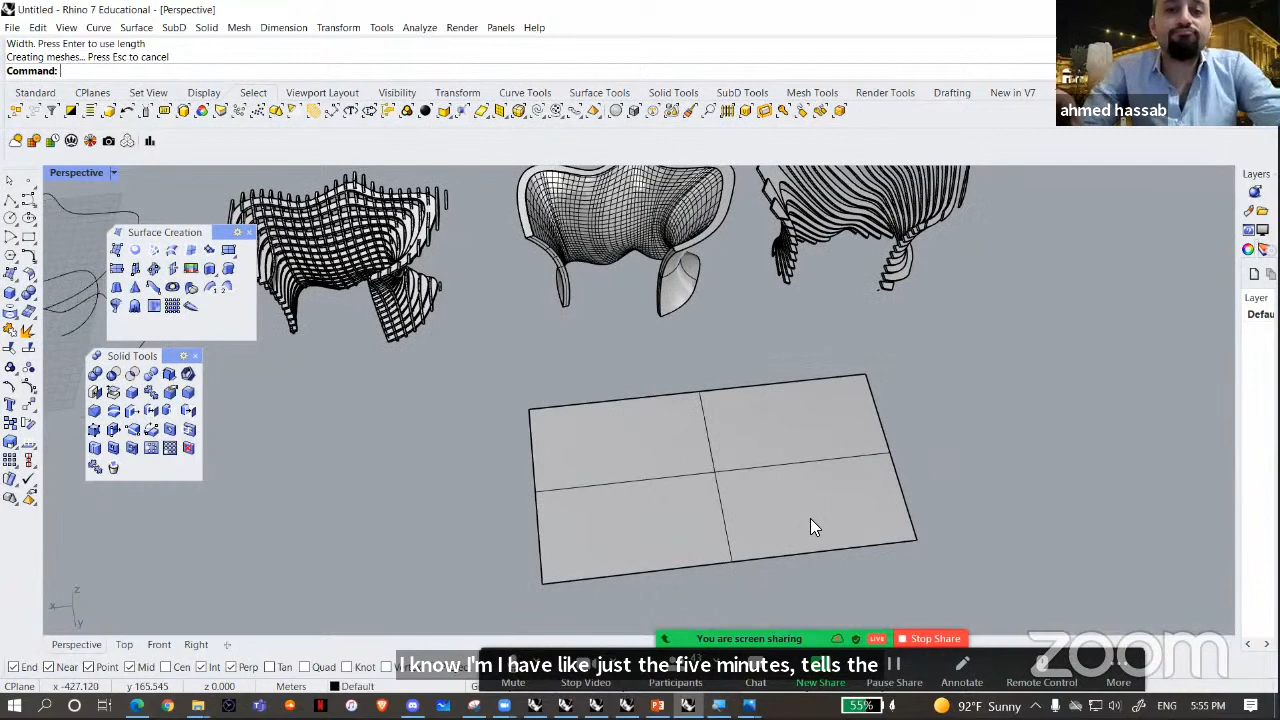 Untitled - Rhino 7 Educational - [Perspective]
File Edit View Curve Surface SubD Solid Mesh Dimension Transform Tools Analyze Render Panels Help
Width. Press Enter to use length
Creating meshes... Press Esc to cancel
Command:
Standard CPlanes Set View Display Select Viewport Layout Visibility Transform Curve Tools Surface Tools Solid Tools SubD Tools Mesh Tools Render Tools Drafting New in V7
ahmed hassab
Perspective
Layers
Surface Creation
Layer
Defau
Solid Tools
z
x
y
You are screen sharing LIVE Stop Share
Perspective Top Front Right
zoom
I know I'm I have like just the five minutes, tells the
End Near Point Mid Cen Int Perp Tan Quad Knot
Mute Stop Video Participants Chat New Share Pause Share Annotate Remote Control More
CPlane x -427.120 y 165.545 z 0.000 Meters Default
55% 92°F Sunny 5:55 PM